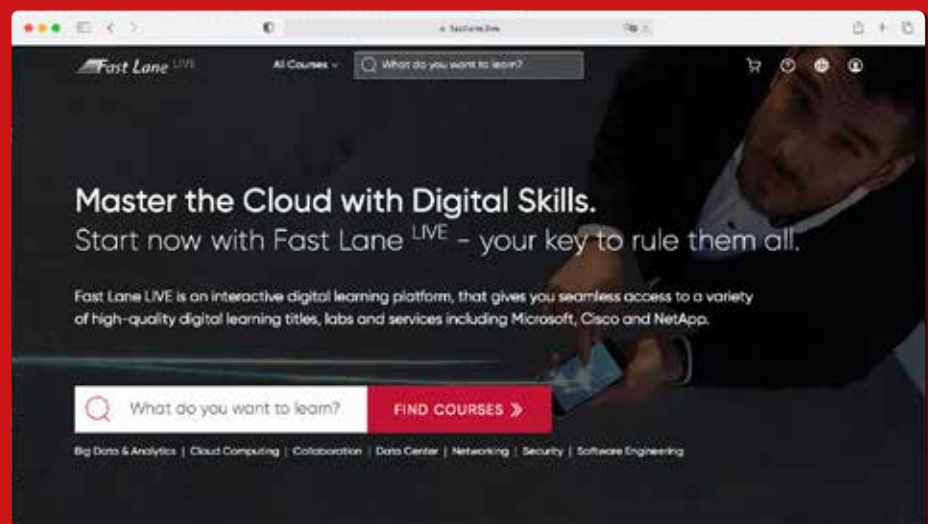 fastlane.live
Fast Lane LIVE
All Courses
What do you want to learn?
Master the Cloud with Digital Skills.
Start now with Fast Lane LIVE – your key to rule them all.
Fast Lane LIVE is an interactive digital learning platform, that gives you seamless access to a variety
of high-quality digital learning titles, labs and services including Microsoft, Cisco and NetApp.
What do you want to learn?
FIND COURSES
Big Data & Analytics | Cloud Computing | Collaboration | Data Center | Networking | Security | Software Engineering